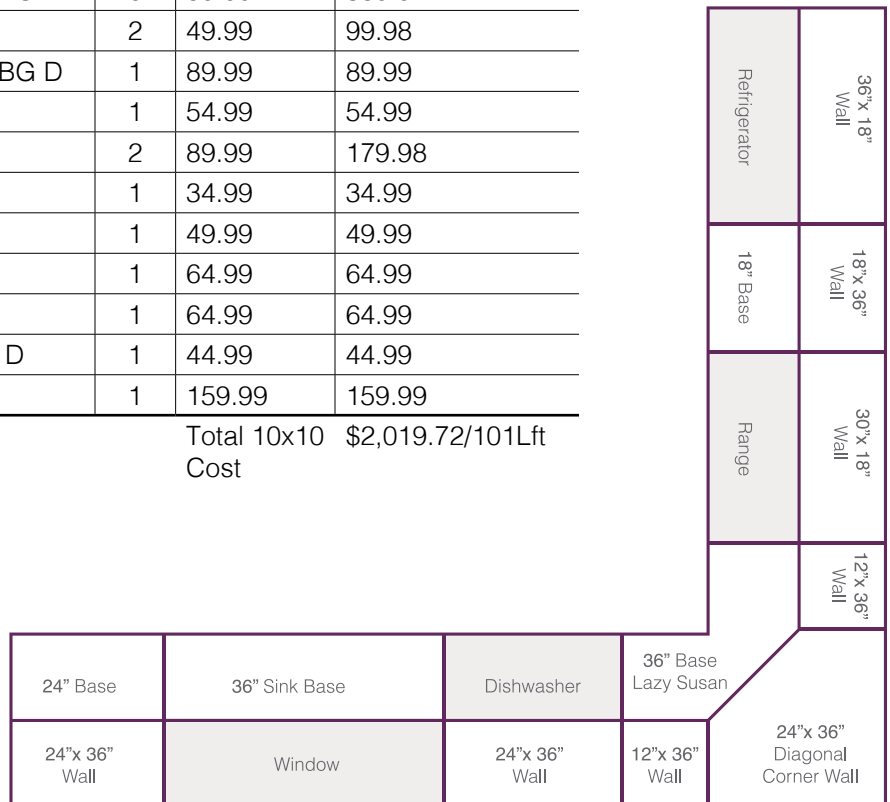 2 49.99 99.98
BG D 1 89.99 89.99
1 54.99 54.99
2 89.99 179.98
1 34.99 34.99
1 49.99 49.99
1 64.99 64.99
1 64.99 64.99
D 1 44.99 44.99
1 159.99 159.99
Total 10x10 $2,019.72/101Lft
Cost
Refrigerator
36”x 18”
Wall
18” Base
18”x 36”
Wall
Range
30”x 18”
Wall
12”x 36”
Wall
24” Base
36” Sink Base
Dishwasher
36” Base
Lazy Susan
24”x 36”
Wall
Window
24”x 36”
Wall
12”x 36”
Wall
24”x 36”
Diagonal
Corner Wall